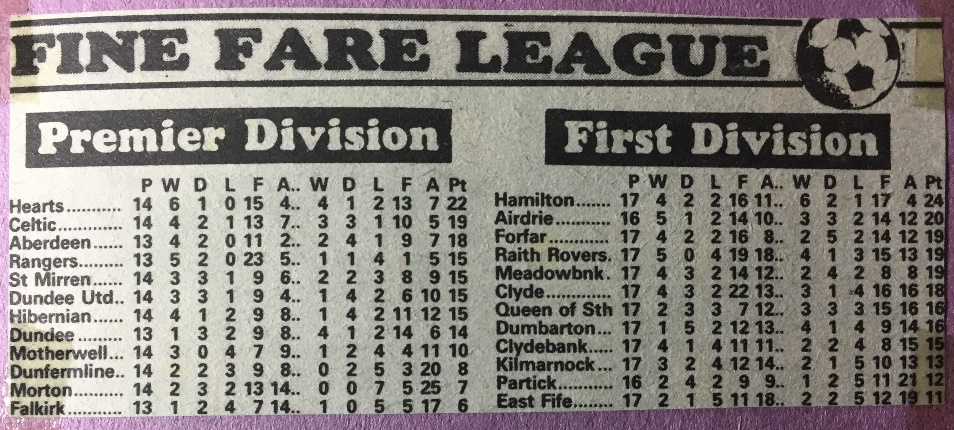 FINE FARE LEAGUE
Premier Division
P W D L F A.. W D L F A Pt
Hearts............ 14 6 1 0 15 4.. 4 1 2 13 7 22
Celtic............. 14 4 2 1 13 7.. 3 3 1 10 5 19
Aberdeen......... 13 4 2 0 11 2.. 2 4 1 9 7 18
Rangers.......... 13 5 2 0 23 5.. 1 1 4 1 5 15
St Mirren....... 14 3 3 1 9 6.. 2 2 3 8 9 15
Dundee Utd.. 14 3 3 1 9 4.. 1 4 2 6 10 15
Hibernian....... 14 4 1 2 9 8.. 1 4 2 11 12 15
Dundee........... 13 1 3 2 9 8.. 4 1 2 14 6 14
Motherwell... 14 3 0 4 7 9.. 1 2 4 4 11 10
Dunfermline.. 14 2 2 3 9 8.. 0 2 5 3 20 8
Morton........... 14 2 3 2 13 14.. 0 0 7 5 25 7
Falkirk............ 13 1 2 4 7 14.. 1 0 5 5 17 6
First Division
P W D L F A.. W D L F A Pt
Hamilton....... 17 4 2 2 16 11.. 6 2 1 17 4 24
Airdrie............ 16 5 1 2 14 10.. 3 3 2 14 12 20
Forfar............. 17 4 2 2 16 8.. 2 5 2 14 12 19
Raith Rovers. 17 5 0 4 19 18.. 4 1 3 15 13 19
Meadowbnk. 17 4 3 2 14 12.. 2 4 2 8 8 19
Clyde.............. 17 4 3 2 22 13.. 3 1 4 16 16 18
Queen of Sth 17 2 3 3 7 12.. 3 3 3 15 16 16
Dumbarton... 17 1 5 2 12 13.. 4 1 4 9 14 16
Clydebank..... 17 4 1 4 11 11.. 2 2 4 8 15 15
Kilmarnock... 17 3 2 4 12 14.. 2 1 5 10 13 13
Partick........... 16 2 4 2 9 9.. 1 2 5 11 21 12
East Fife........ 17 2 1 5 11 18.. 2 2 5 12 19 11